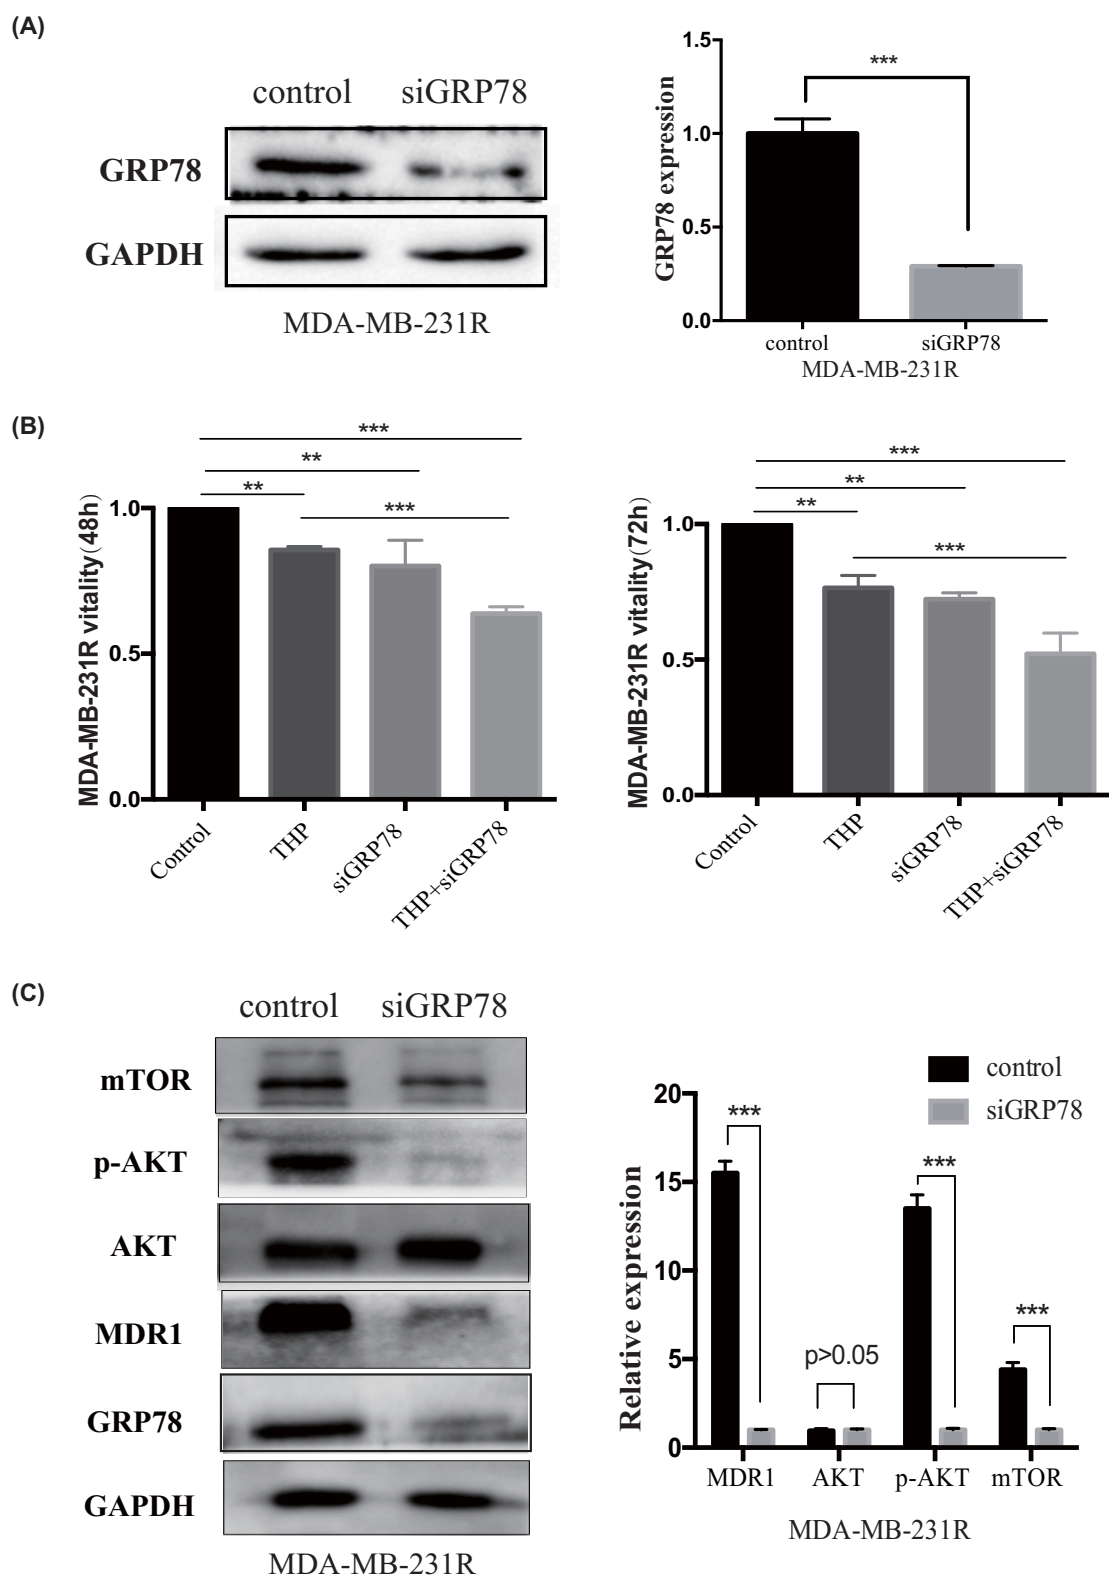 (A)
control siGRP78
GRP78
GAPDH
MDA-MB-231R
GRP78 expression
1.5
***
1.0
0.5
0.0
control siGRP78
MDA-MB-231R
(B)
MDA-MB-231R vitality(48h)
***
**
**
***
1.0
0.5
0.0
Control
THP
siGRP78
THP+siGRP78
MDA-MB-231R vitality(72h)
***
**
**
***
1.0
0.5
0.0
Control
THP
siGRP78
THP+siGRP78
(C)
control siGRP78
mTOR
p-AKT
AKT
MDR1
GRP78
GAPDH
MDA-MB-231R
control
siGRP78
Relative expression
20
15
10
5
0
***
p>0.05
***
***
MDR1 AKT p-AKT mTOR
MDA-MB-231R